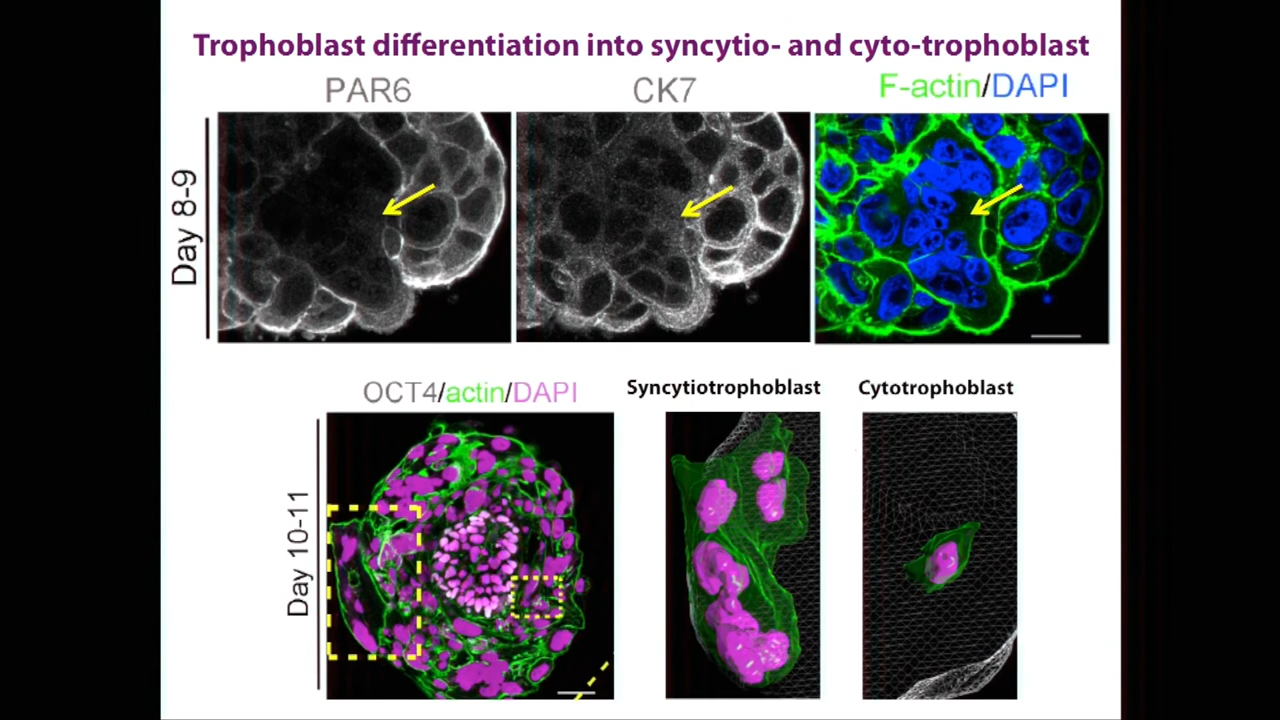 Trophoblast differentiation into syncytio- and cyto-trophoblast
PAR6
CK7
F-actin/DAPI
Day 8-9
OCT4/actin/DAPI
Syncytiotrophoblast
Cytotrophoblast
Day 10-11